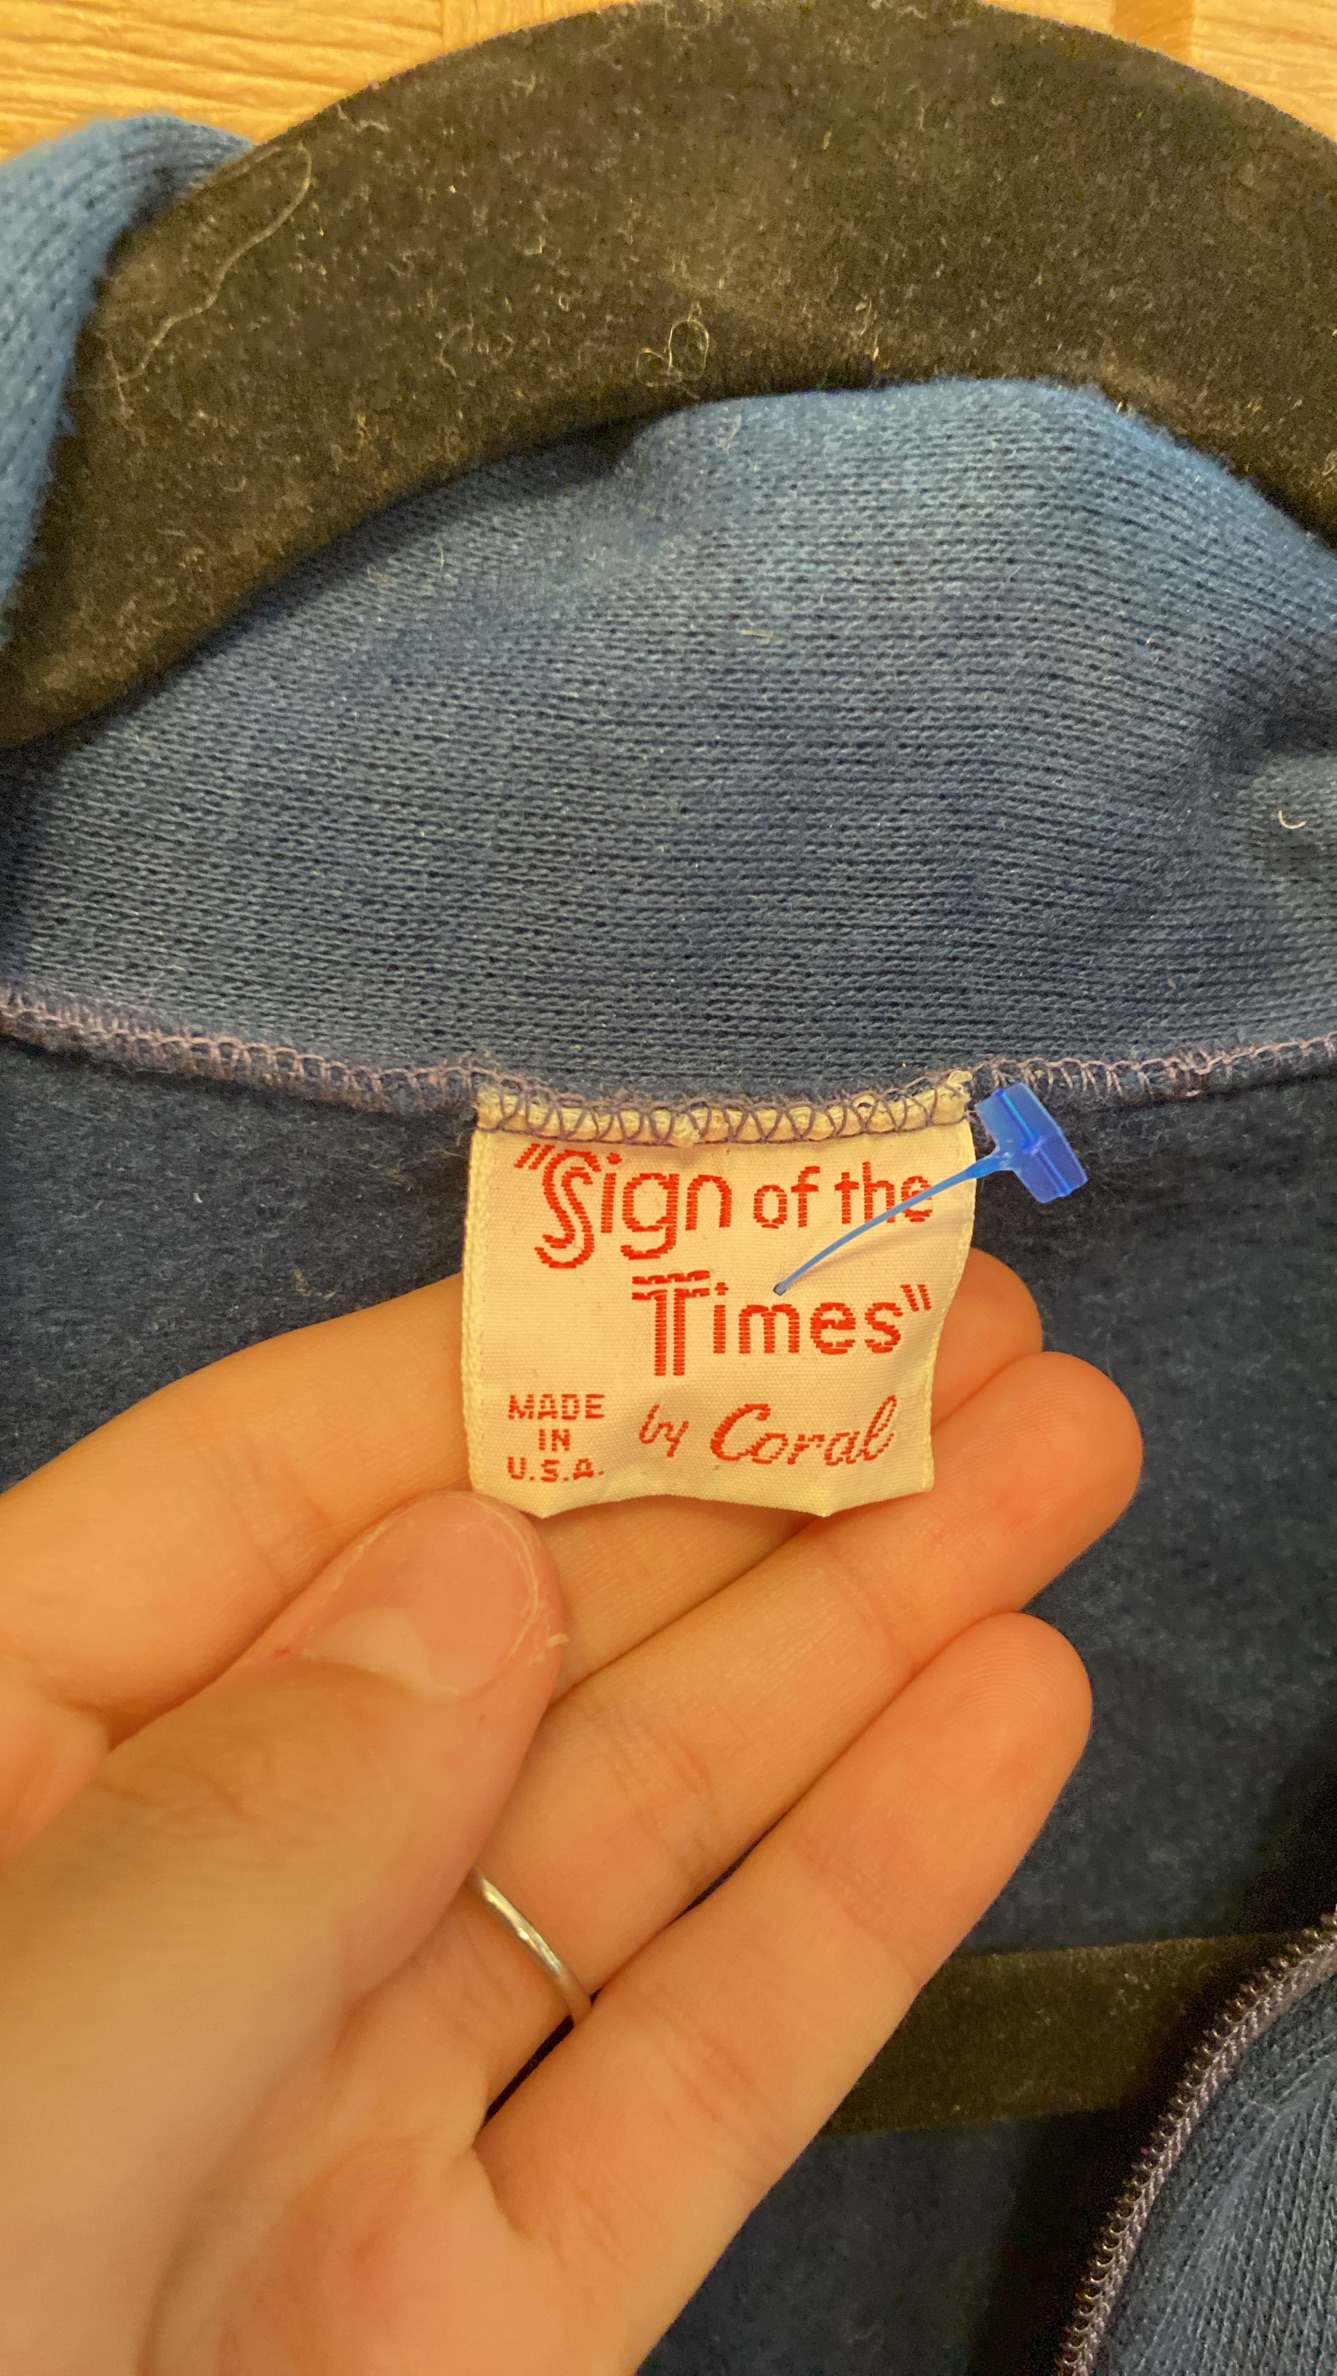 "Sign of the
Times"
by Coral
MADE
IN
U.S.A.